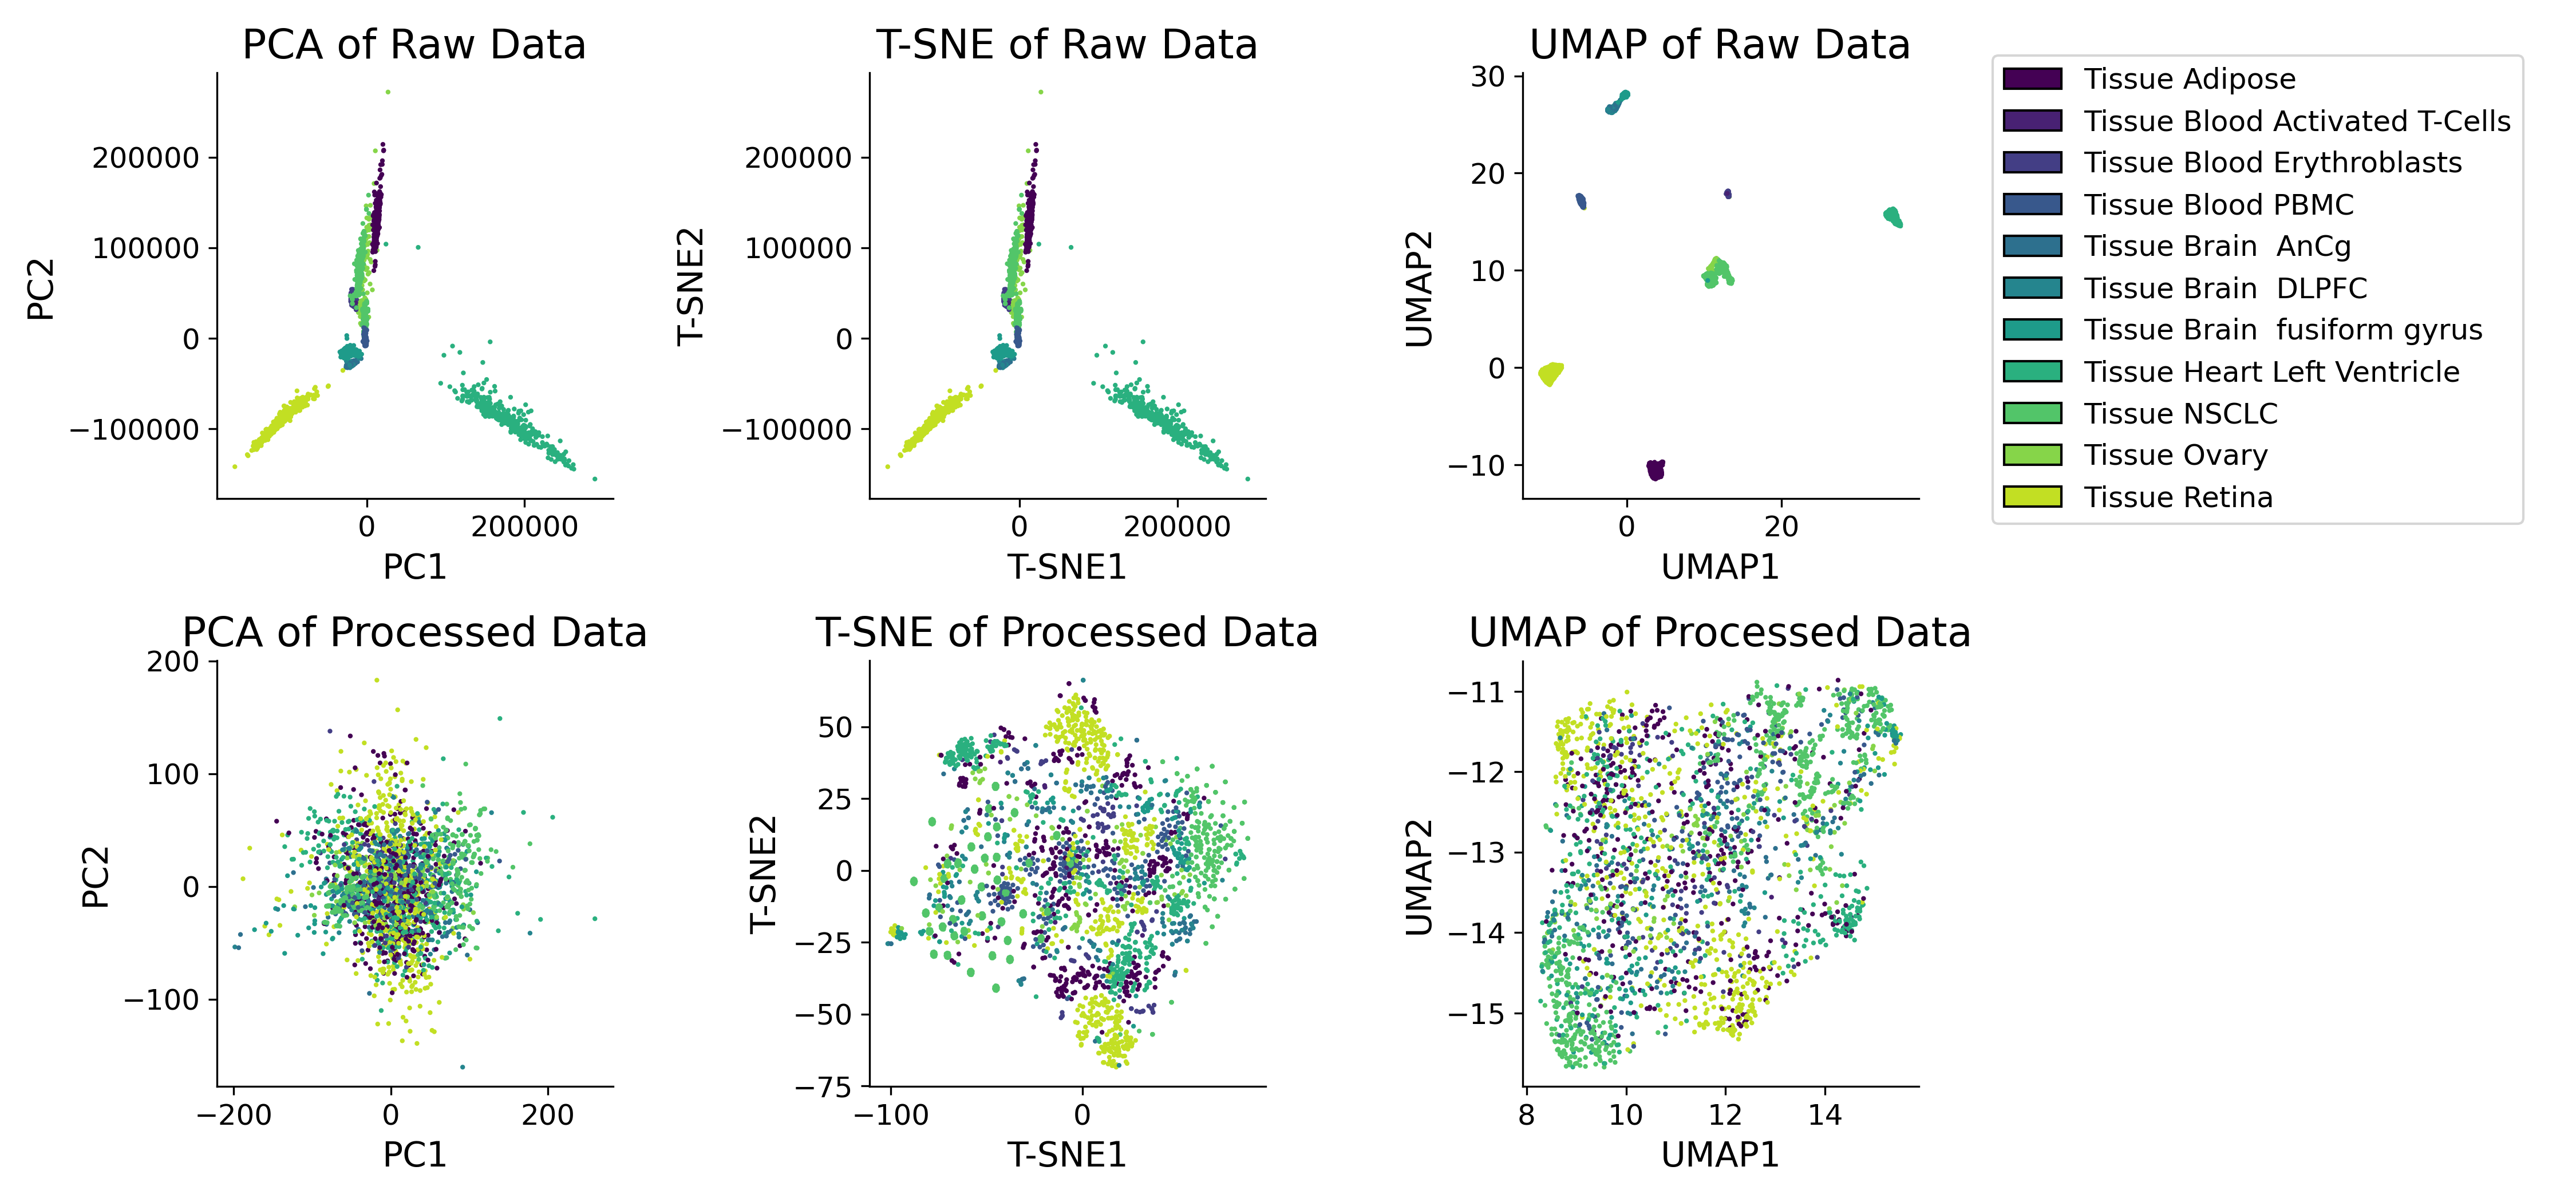 PCA of Raw Data
200000
100000
0
−100000
PC2
0
200000
PC1
T-SNE of Raw Data
200000
100000
0
−100000
T-SNE2
0
200000
T-SNE1
UMAP of Raw Data
30
20
10
0
−10
UMAP2
0
20
UMAP1
Tissue Adipose
Tissue Blood Activated T-Cells
Tissue Blood Erythroblasts
Tissue Blood PBMC
Tissue Brain  AnCg
Tissue Brain  DLPFC
Tissue Brain  fusiform gyrus
Tissue Heart Left Ventricle
Tissue NSCLC
Tissue Ovary
Tissue Retina
PCA of Processed Data
200
100
0
−100
PC2
−200
0
200
PC1
T-SNE of Processed Data
50
25
0
−25
−50
−75
T-SNE2
−100
0
T-SNE1
UMAP of Processed Data
−11
−12
−13
−14
−15
UMAP2
8
10
12
14
UMAP1